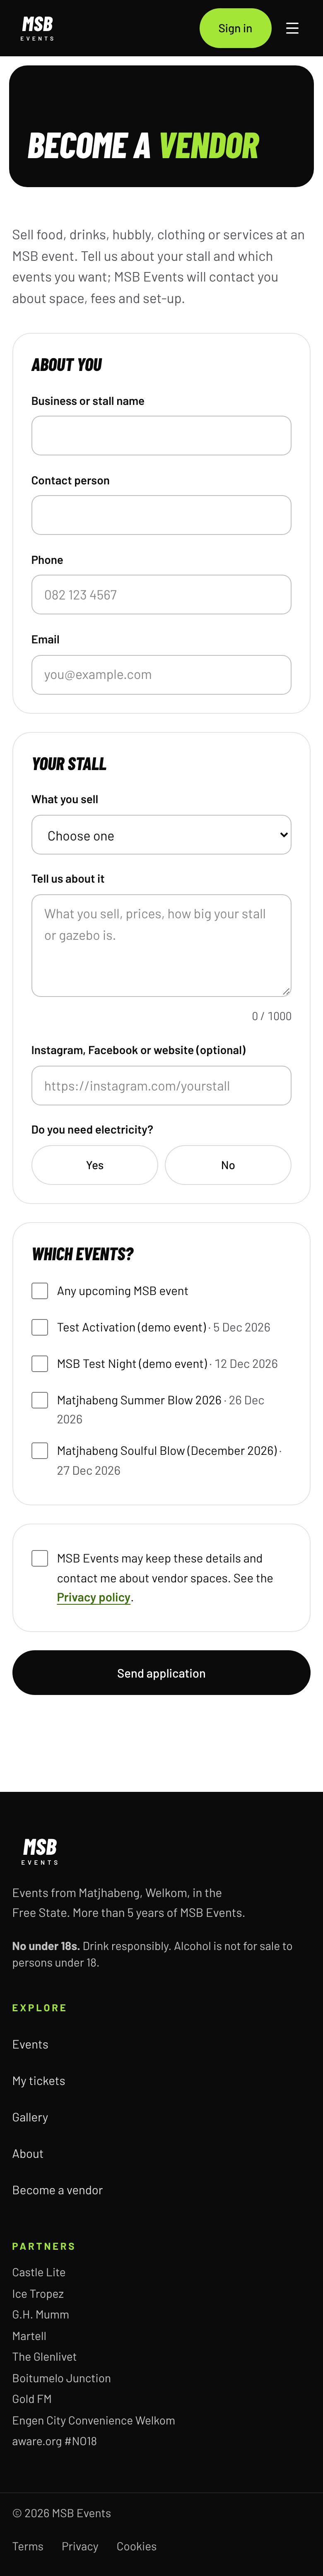 MSB
EVENTS
Sign in
BECOME A VENDOR
Sell food, drinks, hubbly, clothing or services at an
MSB event. Tell us about your stall and which
events you want; MSB Events will contact you
about space, fees and set-up.
ABOUT YOU
Business or stall name
Contact person
Phone
082 123 4567
Email
you@example.com
YOUR STALL
What you sell
Choose one
Tell us about it
What you sell, prices, how big your stall
or gazebo is.
0 / 1000
Instagram, Facebook or website (optional)
https://instagram.com/yourstall
Do you need electricity?
Yes
No
WHICH EVENTS?
Any upcoming MSB event
Test Activation (demo event) · 5 Dec 2026
MSB Test Night (demo event) · 12 Dec 2026
Matjhabeng Summer Blow 2026 · 26 Dec
2026
Matjhabeng Soulful Blow (December 2026) ·
27 Dec 2026
MSB Events may keep these details and
contact me about vendor spaces. See the
Privacy policy.
Send application
MSB
EVENTS
Events from Matjhabeng, Welkom, in the
Free State. More than 5 years of MSB Events.
No under 18s. Drink responsibly. Alcohol is not for sale to
persons under 18.
EXPLORE
Events
My tickets
Gallery
About
Become a vendor
PARTNERS
Castle Lite
Ice Tropez
G.H. Mumm
Martell
The Glenlivet
Boitumelo Junction
Gold FM
Engen City Convenience Welkom
aware.org #NO18
© 2026 MSB Events
Terms
Privacy
Cookies